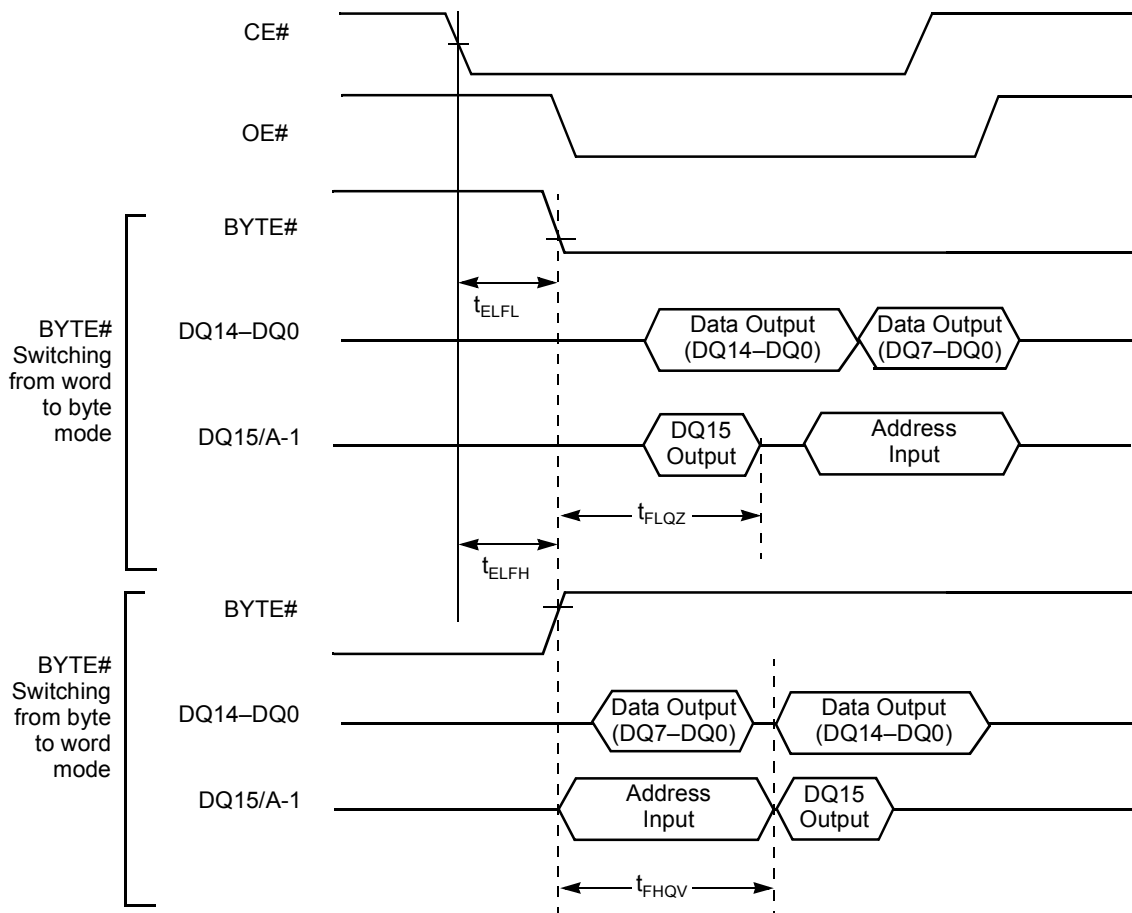 CE#
OE#
BYTE#
Switching
from word
to byte
mode
BYTE#
tELFL
DQ14–DQ0
Data Output
(DQ14–DQ0)
Data Output
(DQ7–DQ0)
DQ15/A-1
DQ15
Output
Address
Input
tFLQZ
tELFH
BYTE#
Switching
from byte
to word
mode
BYTE#
DQ14–DQ0
Data Output
(DQ7–DQ0)
Data Output
(DQ14–DQ0)
DQ15/A-1
Address
Input
DQ15
Output
tFHQV